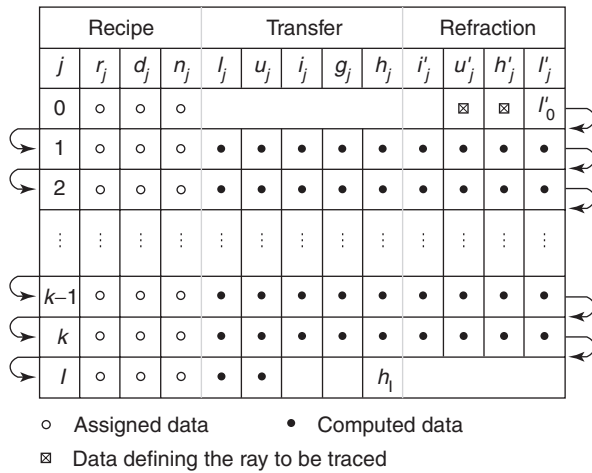 Recipe Transfer Refraction
j r_j d_j n_j l_j u_j i_j g_j h_j i'_j u'_j h'_j l'_j
0 ○ ○ ○ ⊠ ⊠ l'_0
1 ○ ○ ○ ● ● ● ● ● ● ● ● ●
2 ○ ○ ○ ● ● ● ● ● ● ● ● ●
⋮ ⋮ ⋮ ⋮ ⋮ ⋮ ⋮ ⋮ ⋮ ⋮ ⋮ ⋮ ⋮
k–1 ○ ○ ○ ● ● ● ● ● ● ● ● ●
k ○ ○ ○ ● ● ● ● ● ● ● ● ●
I ○ ○ ○ ● ● h_I
○ Assigned data ● Computed data
⊠ Data defining the ray to be traced